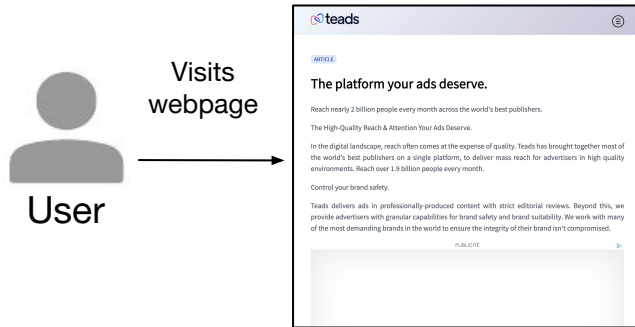 Visits
webpage
User
teads
ARTICLE
The platform your ads deserve.
Reach nearly 2 billion people every month across the world's best publishers.
The High-Quality Reach & Attention Your Ads Deserve.
In the digital landscape, reach often comes at the expense of quality. Teads has brought together most of
the world's best publishers on a single platform, to deliver mass reach for advertisers in high quality
environments. Reach over 1.9 billion people every month.
Control your brand safety.
Teads delivers ads in professionally-produced content with strict editorial reviews. Beyond this, we
provide advertisers with granular capabilities for brand safety and brand suitability. We work with many
of the most demanding brands in the world to ensure the integrity of their brand isn't compromised.
PUBLICITÉ